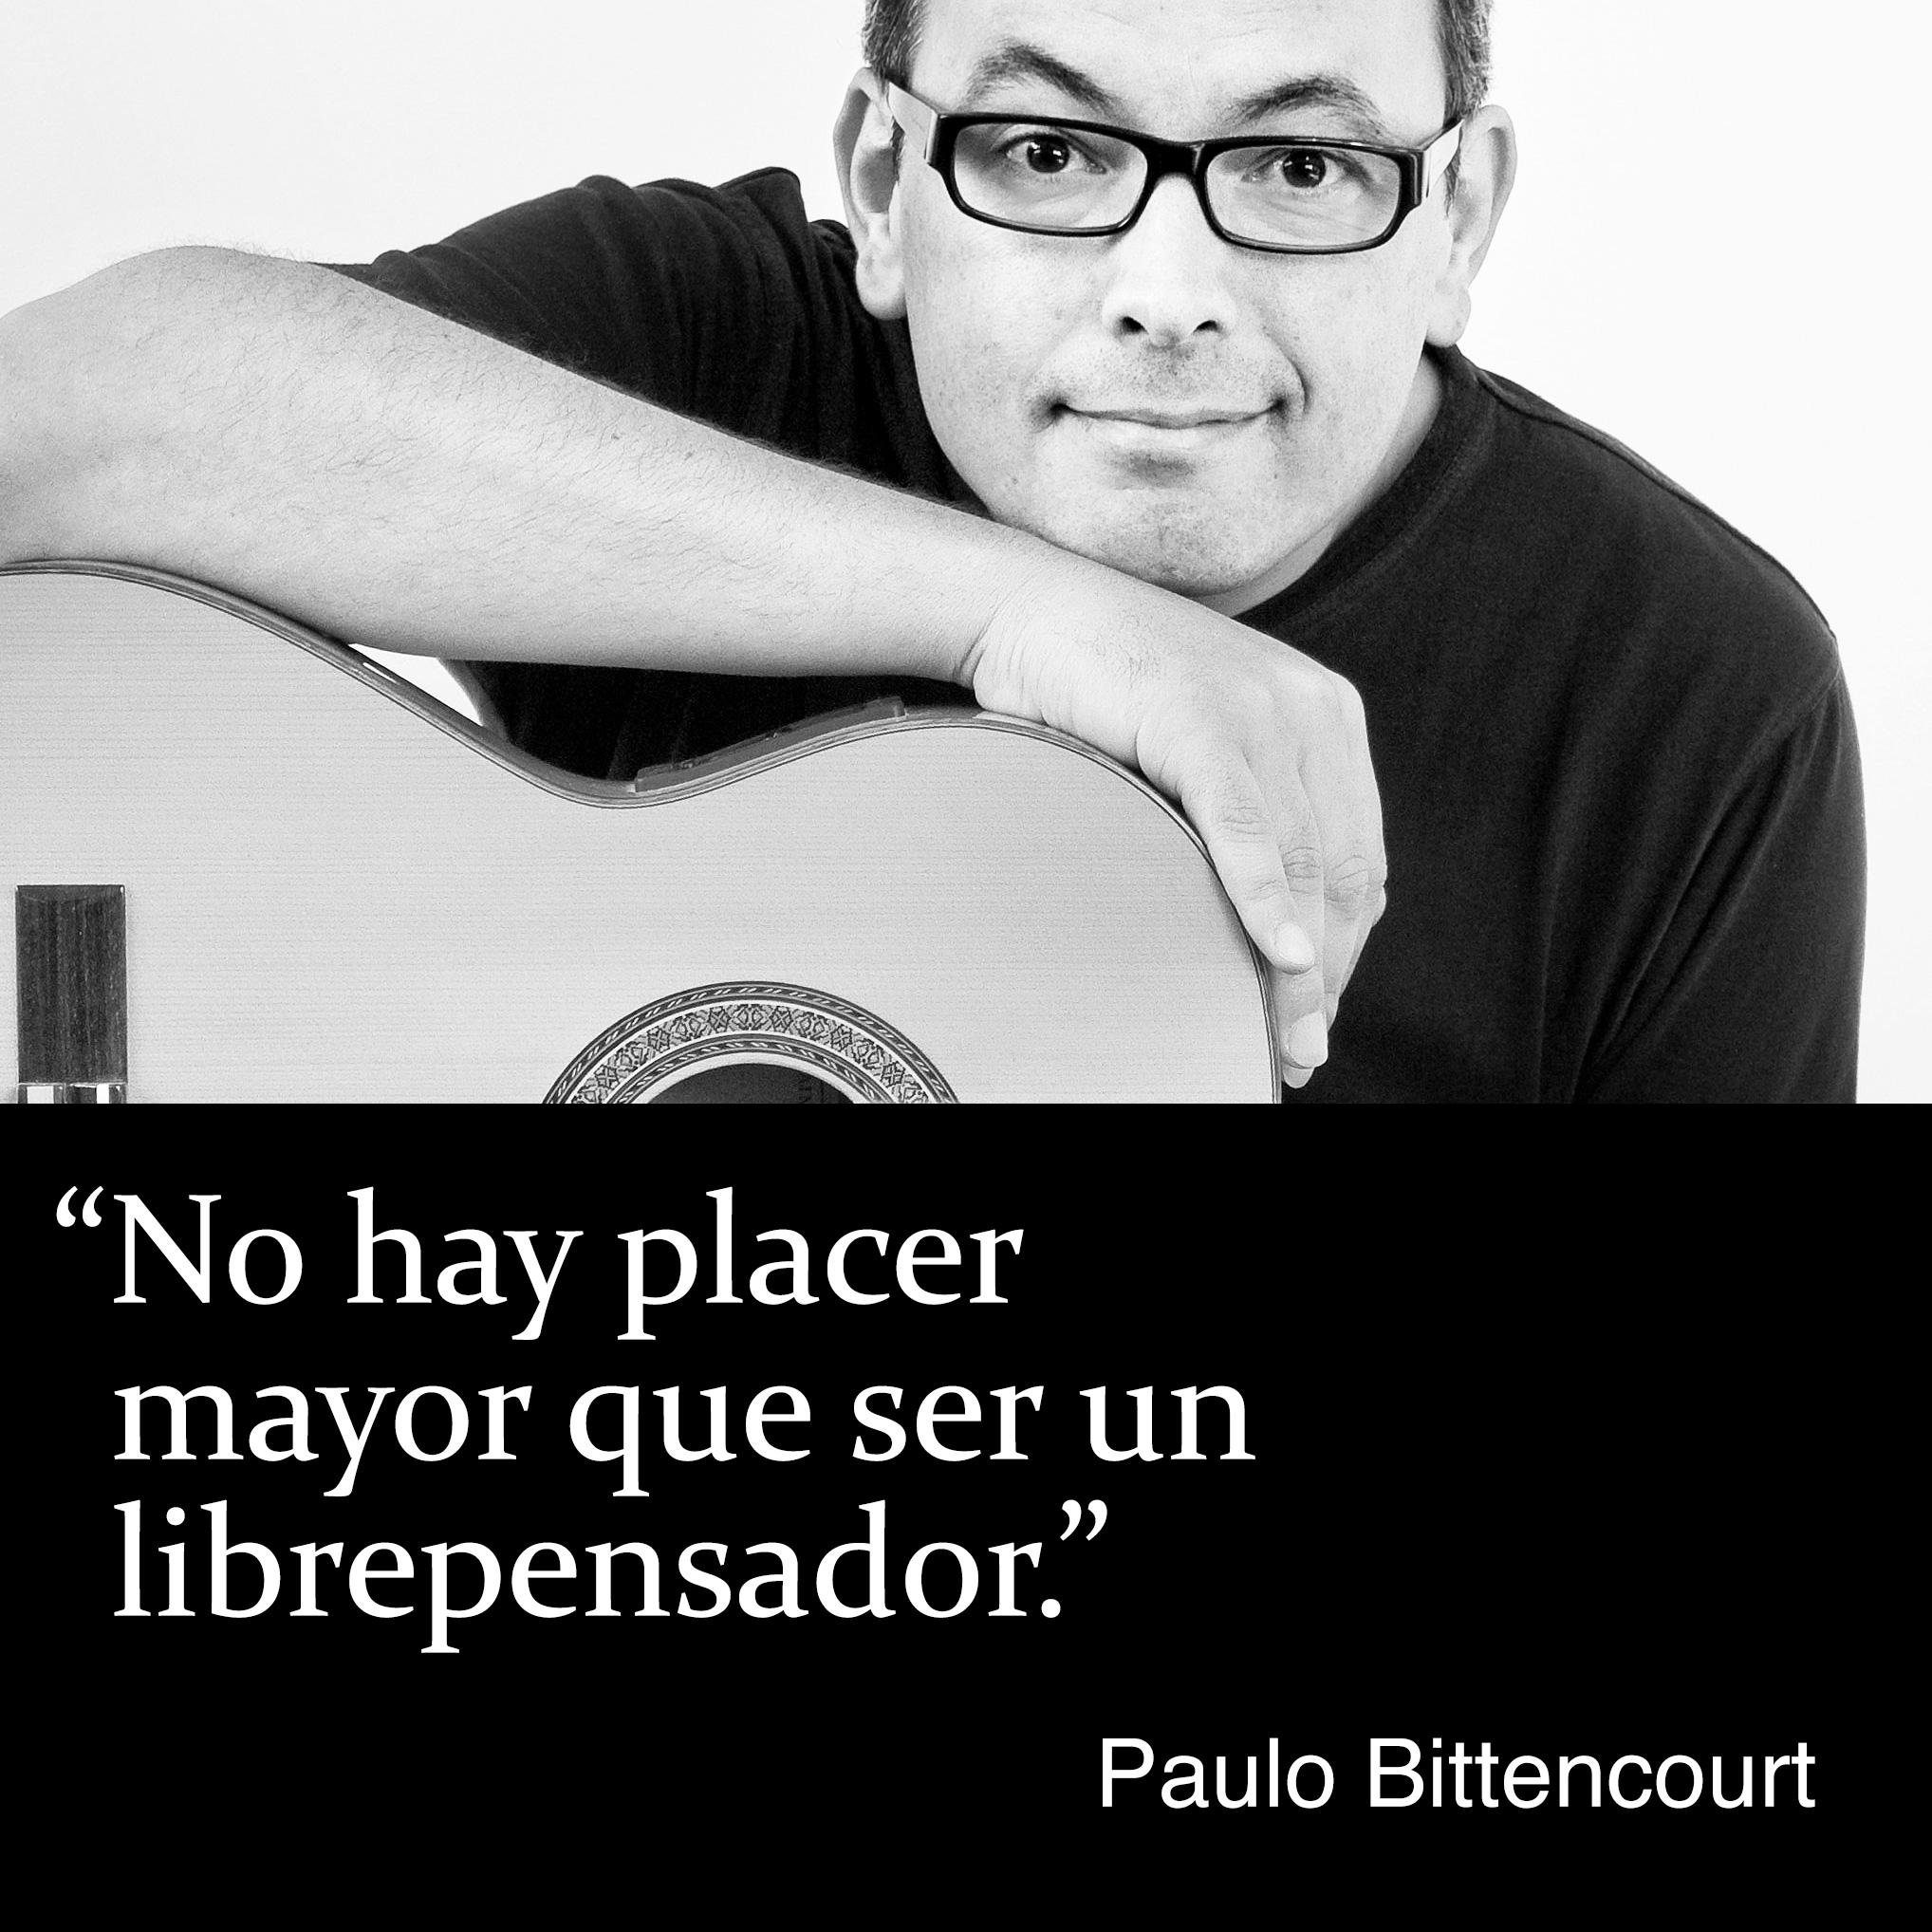 “No hay placer
mayor que ser un
librepensador.”
Paulo Bittencourt